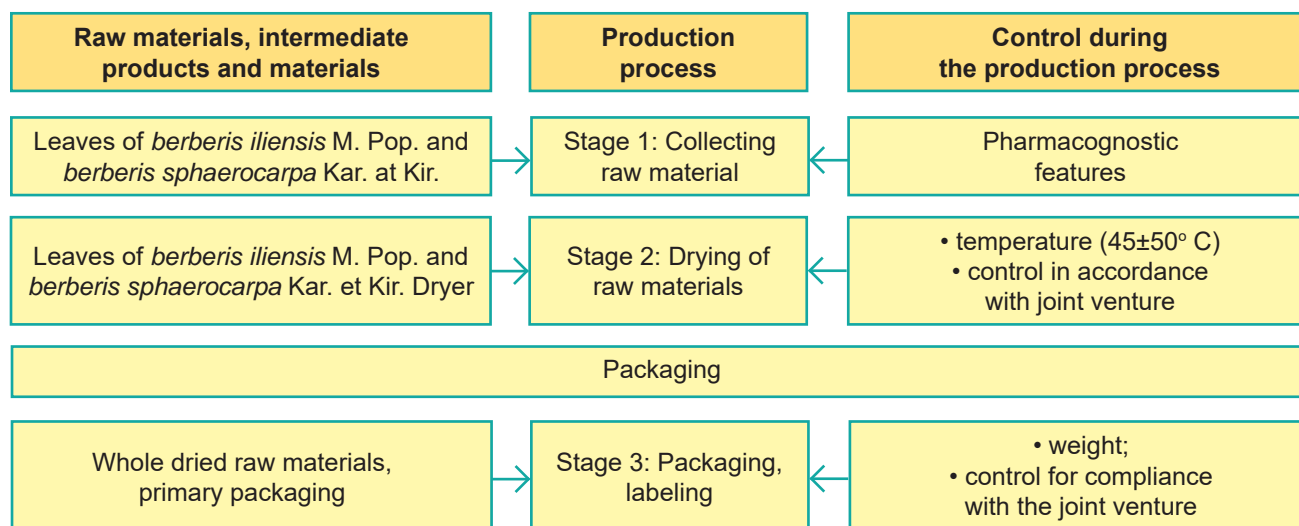 Raw materials, intermediate
products and materials
Production
process
Control during
the production process
Leaves of berberis iliensis M. Pop. and
berberis sphaerocarpa Kar. at Kir.
Stage 1: Collecting
raw material
Pharmacognostic
features
Leaves of berberis iliensis M. Pop. and
berberis sphaerocarpa Kar. et Kir. Dryer
Stage 2: Drying of
raw materials
• temperature (45±50° C)
• control in accordance
with joint venture
Packaging
Whole dried raw materials,
primary packaging
Stage 3: Packaging,
labeling
• weight;
• control for compliance
with the joint venture